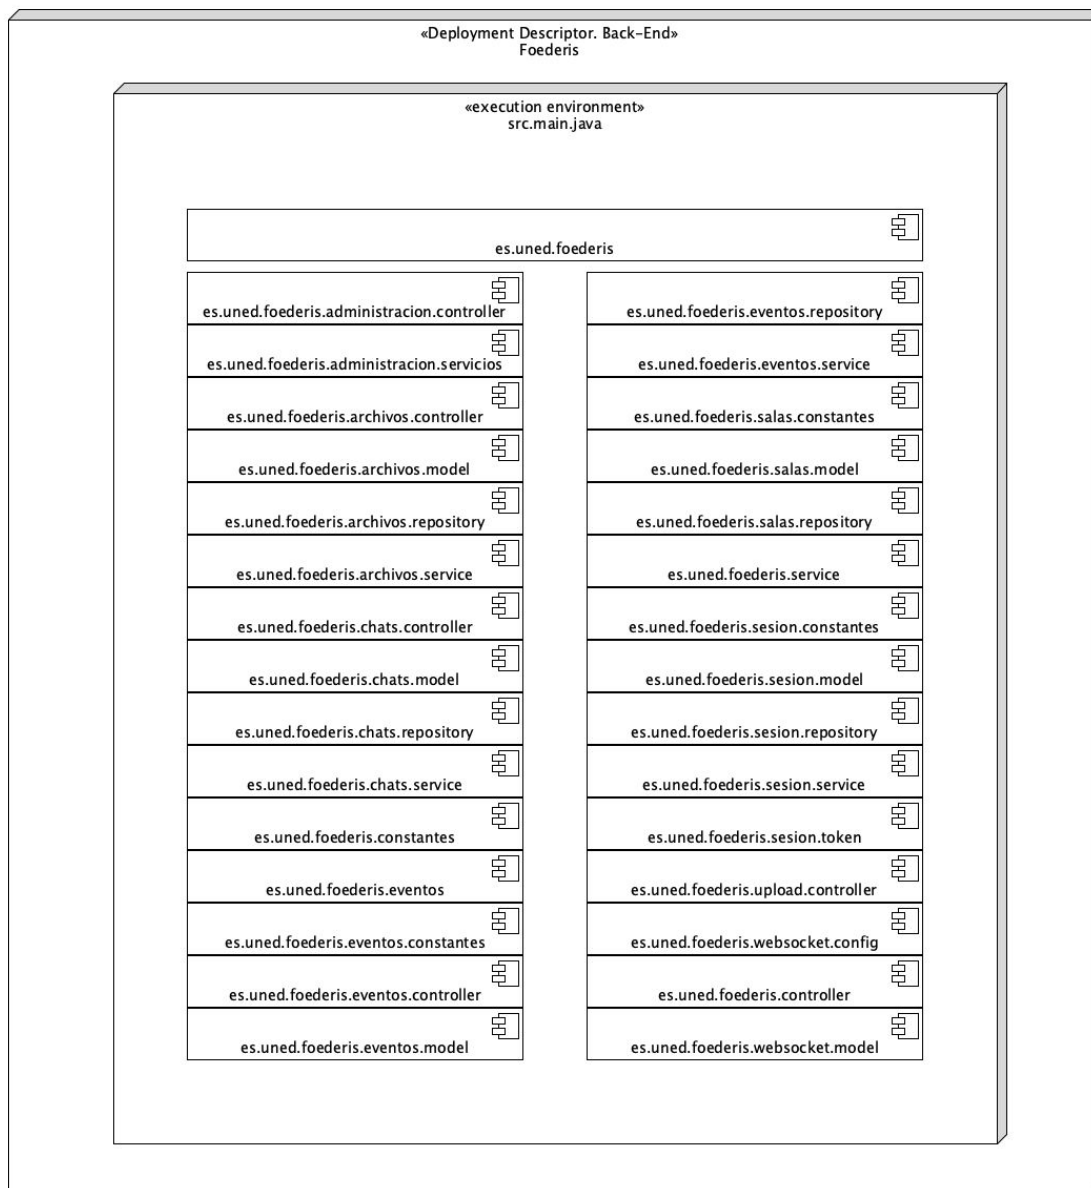 «Deployment Descriptor. Back-End»
Foederis
«execution environment»
src.main.java
es.uned.foederis
es.uned.foederis.administracion.controller
es.uned.foederis.administración.servicios
es.uned.foederis.archivos.controller
es.uned.foederis.archivos.model
es.uned.foederis.archivos.repository
es.uned.foederis.archivos.service
es.uned.foederis.chats.controller
es.uned.foederis.chats.model
es.uned.foederis.chats.repository
es.uned.foederis.chats.service
es.uned.foederis.constantes
es.uned.foederis.eventos
es.uned.foederis.eventos.constantes
es.uned.foederis.eventos.controller
es.uned.foederis.eventos.model
es.uned.foederis.eventos.repository
es.uned.foederis.eventos.service
es.uned.foederis.salas.constantes
es.uned.foederis.salas.model
es.uned.foederis.salas.repository
es.uned.foederis.service
es.uned.foederis.sesion.constantes
es.uned.foederis.sesion.model
es.uned.foederis.sesion.repository
es.uned.foederis.sesion.service
es.uned.foederis.sesion.token
es.uned.foederis.upload.controller
es.uned.foederis.websocket.config
es.uned.foederis.controller
es.uned.foederis.websocket.model